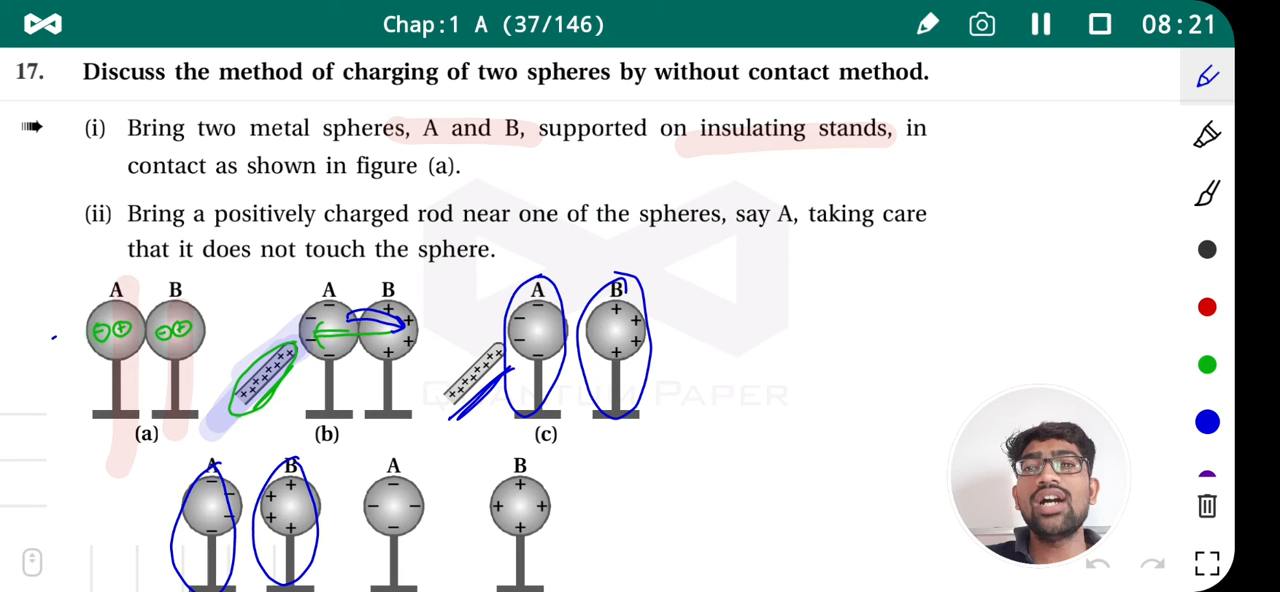 Chap:1 A (37/146)
08:21
17. Discuss the method of charging of two spheres by without contact method.
(i) Bring two metal spheres, A and B, supported on insulating stands, in
contact as shown in figure (a).
(ii) Bring a positively charged rod near one of the spheres, say A, taking care
that it does not touch the sphere.
A B A B A B
(a) (b) (c)
QUANTUM PAPER
A B A B